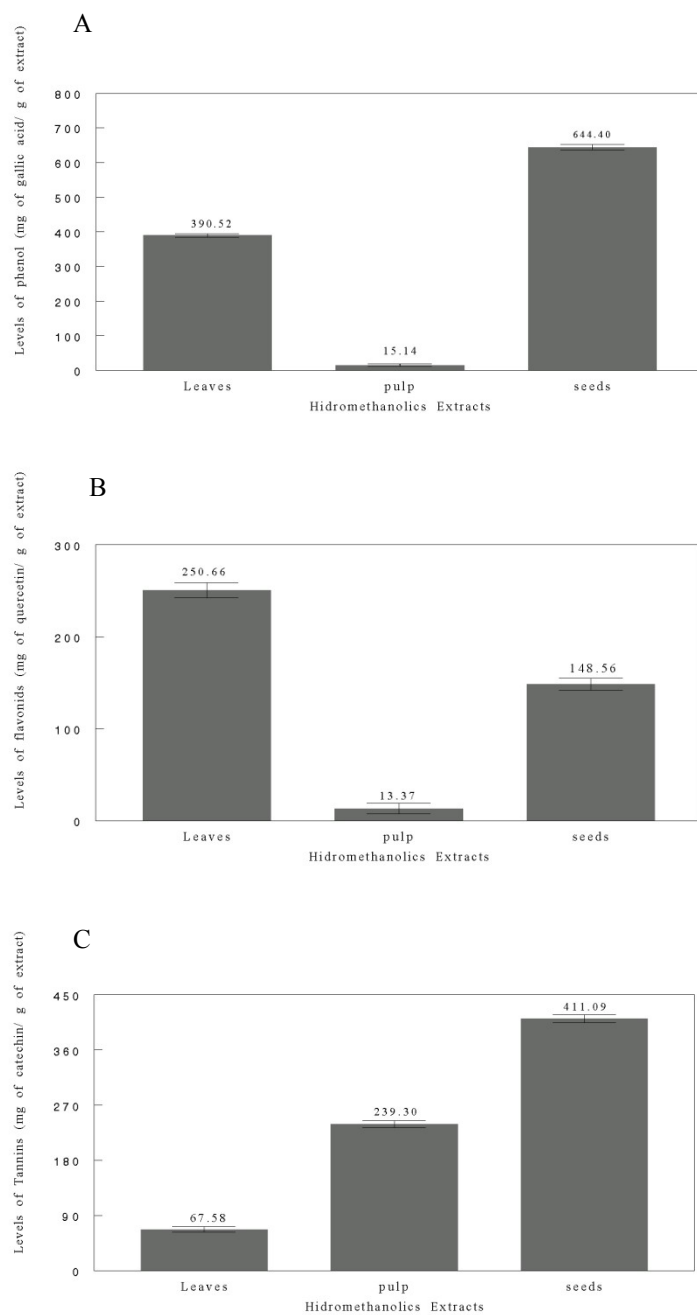 A
Levels of phenol (mg of gallic acid/ g of extract)
800
700
600
500
400
300
200
100
0
390.52
15.14
644.40
Leaves pulp seeds
Hidromethanolics Extracts
B
Levels of flavonids (mg of quercetin/ g of extract)
300
200
100
0
250.66
13.37
148.56
Leaves pulp seeds
Hidromethanolics Extracts
C
Levels of Tannins (mg of catechin/ g of extract)
450
360
270
180
90
0
67.58
239.30
411.09
Leaves pulp seeds
Hidromethanolics Extracts